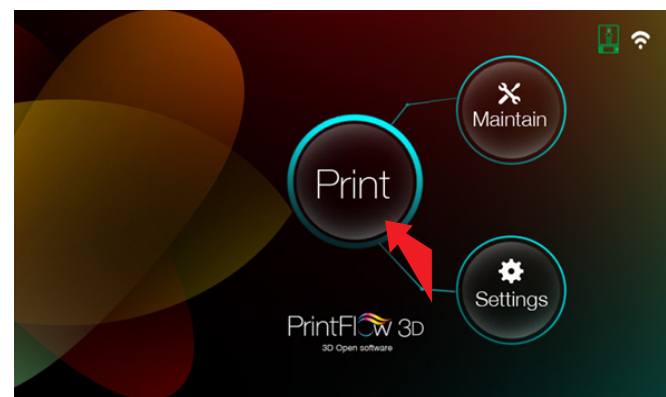 Maintain
Print
Settings
PrintFlow 3D
3D Open software